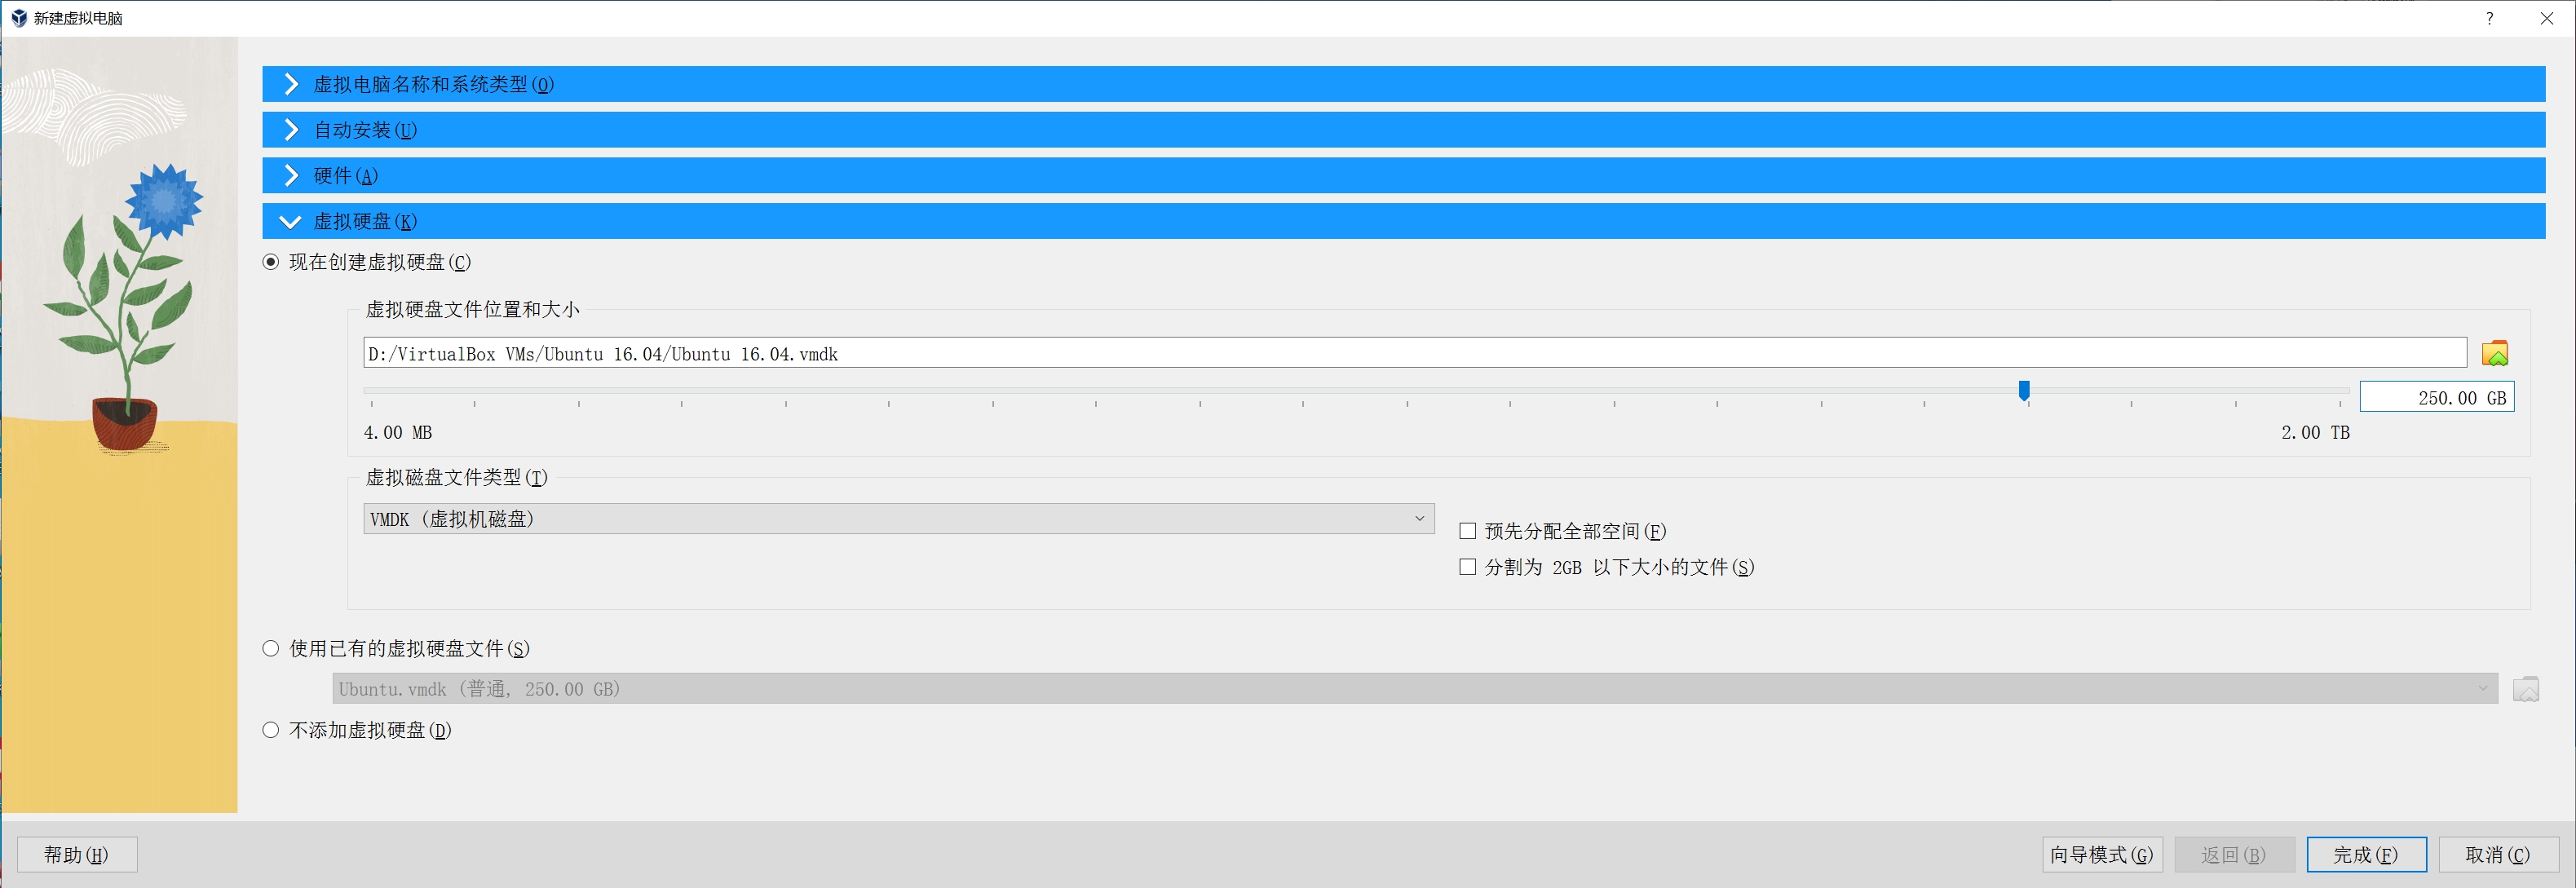 新建虚拟电脑
虚拟电脑名称和系统类型(O)
自动安装(U)
硬件(A)
虚拟硬盘(K)
现在创建虚拟硬盘(C)
虚拟硬盘文件位置和大小
D:/VirtualBox VMs/Ubuntu 16.04/Ubuntu 16.04.vmdk
250.00 GB
4.00 MB 2.00 TB
虚拟磁盘文件类型(T)
VMDK (虚拟机磁盘)
预先分配全部空间(F)
分割为 2GB 以下大小的文件(S)
使用已有的虚拟硬盘文件(S)
Ubuntu.vmdk (普通, 250.00 GB)
不添加虚拟硬盘(D)
帮助(H) 向导模式(G) 返回(B) 完成(F) 取消(C)